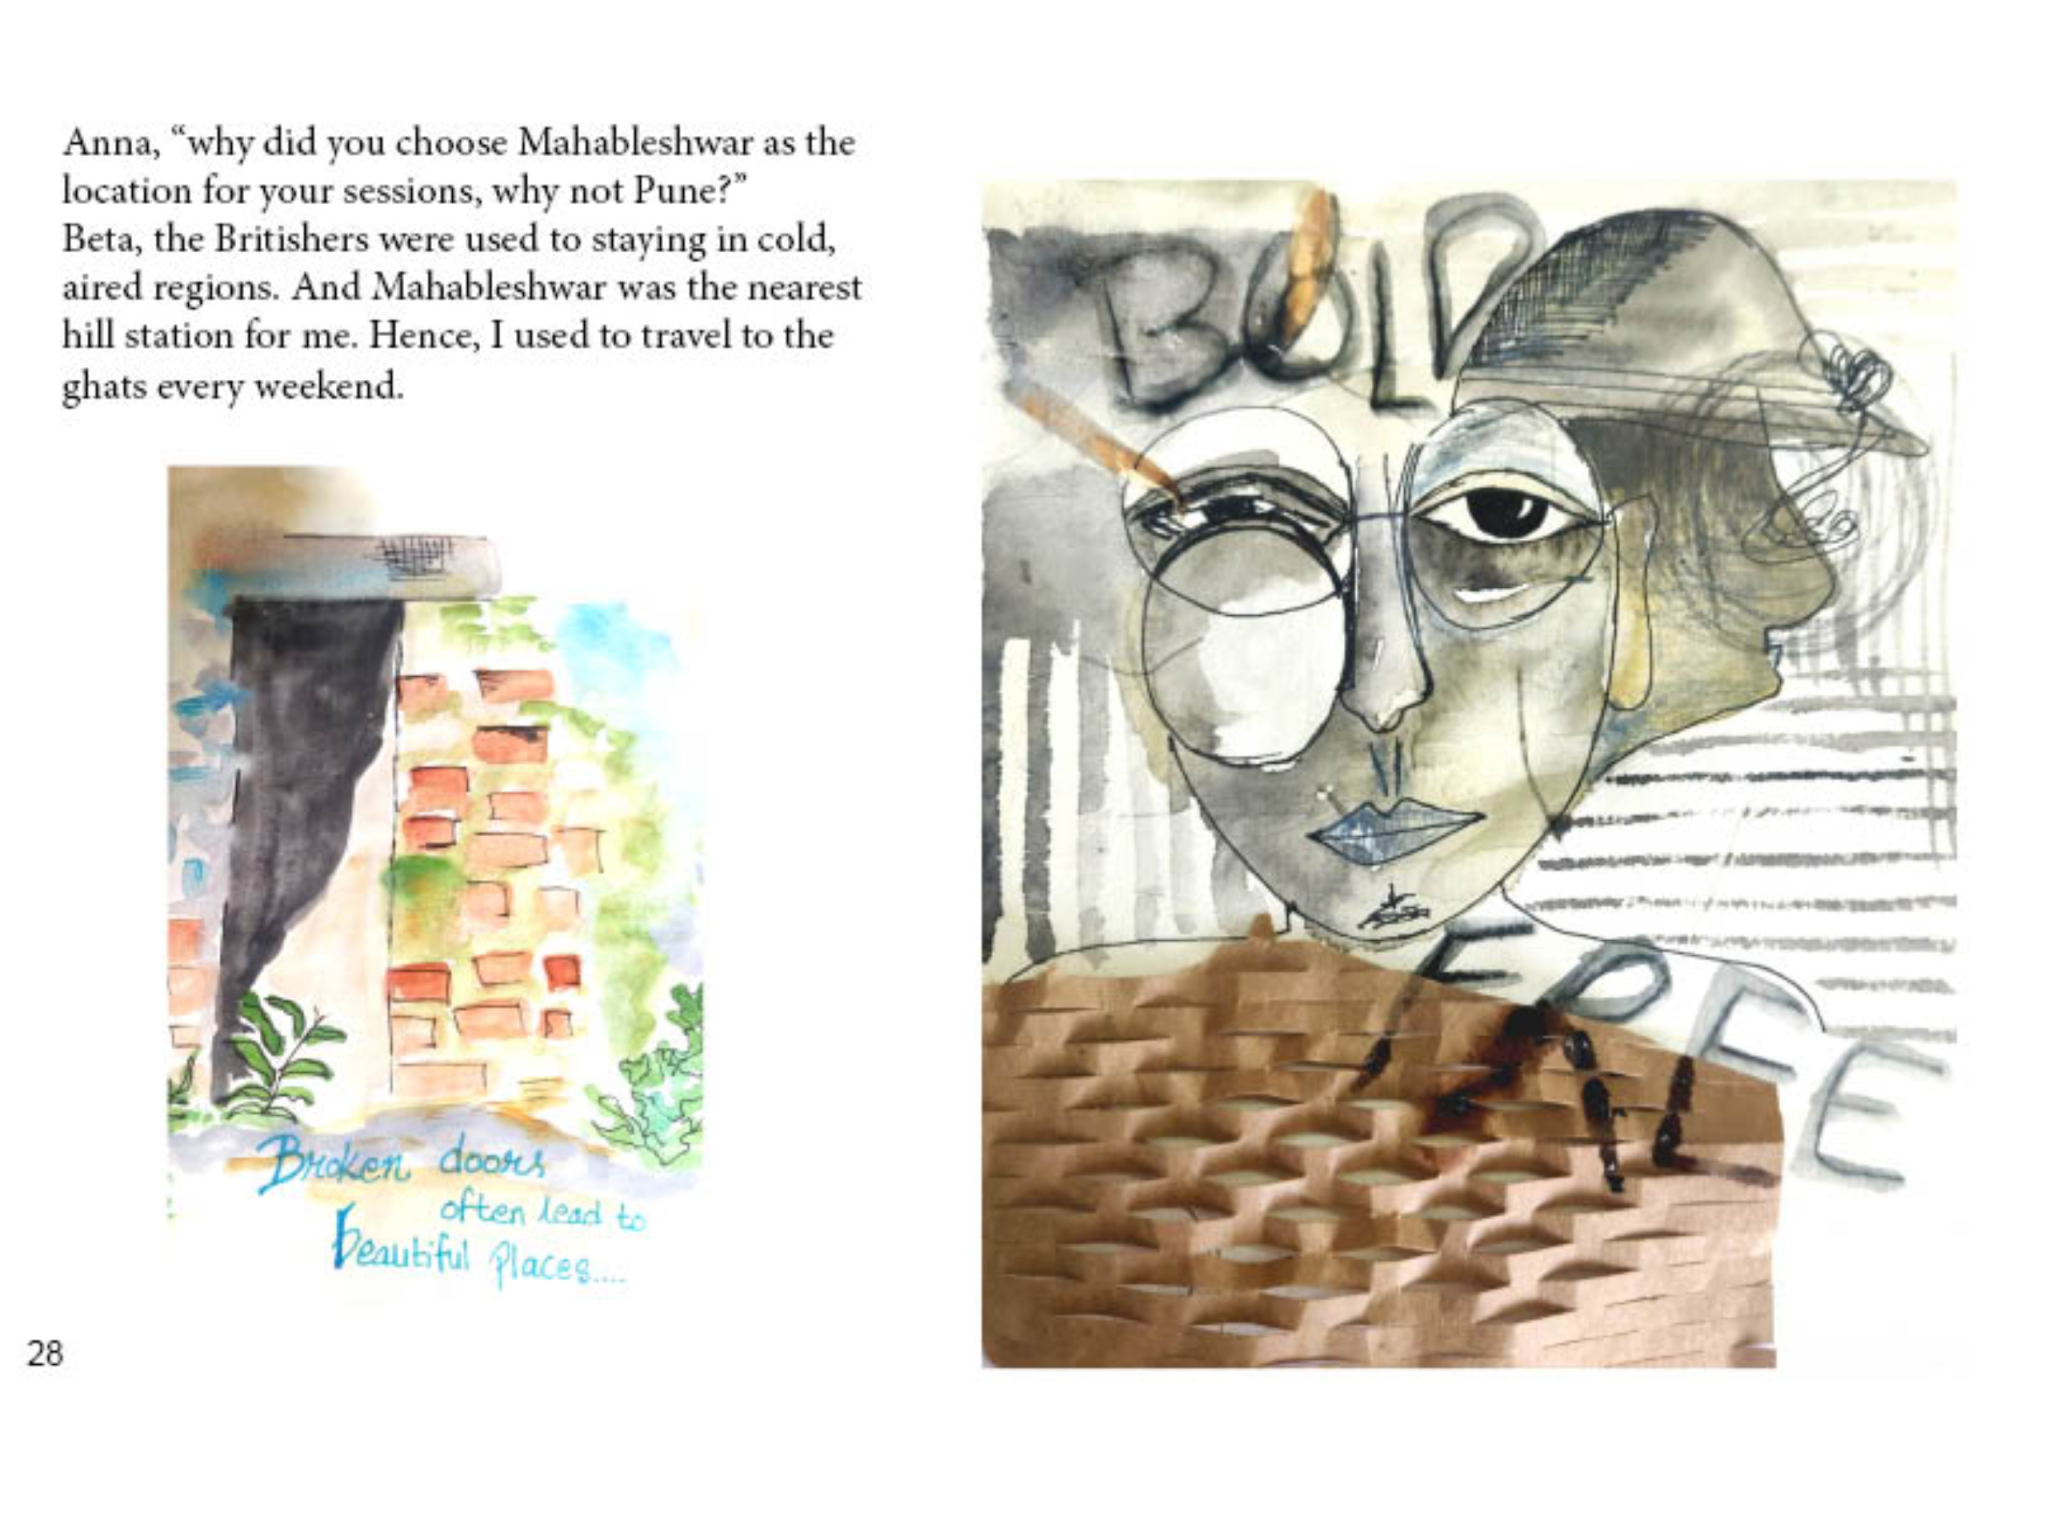 Anna, “why did you choose Mahableshwar as the
location for your sessions, why not Pune?”
Beta, the Britishers were used to staying in cold,
aired regions. And Mahableshwar was the nearest
hill station for me. Hence, I used to travel to the
ghats every weekend.
Broken doors
often lead to
beautiful places....
28
BOLD